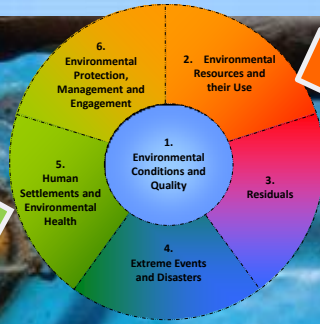 1.
Environmental
Conditions and
Quality
2. Environmental
Resources and
their Use
3.
Residuals
4.
Extreme Events
and Disasters
5.
Human
Settlements and
Environmental
Health
6.
Environmental
Protection,
Management and
Engagement